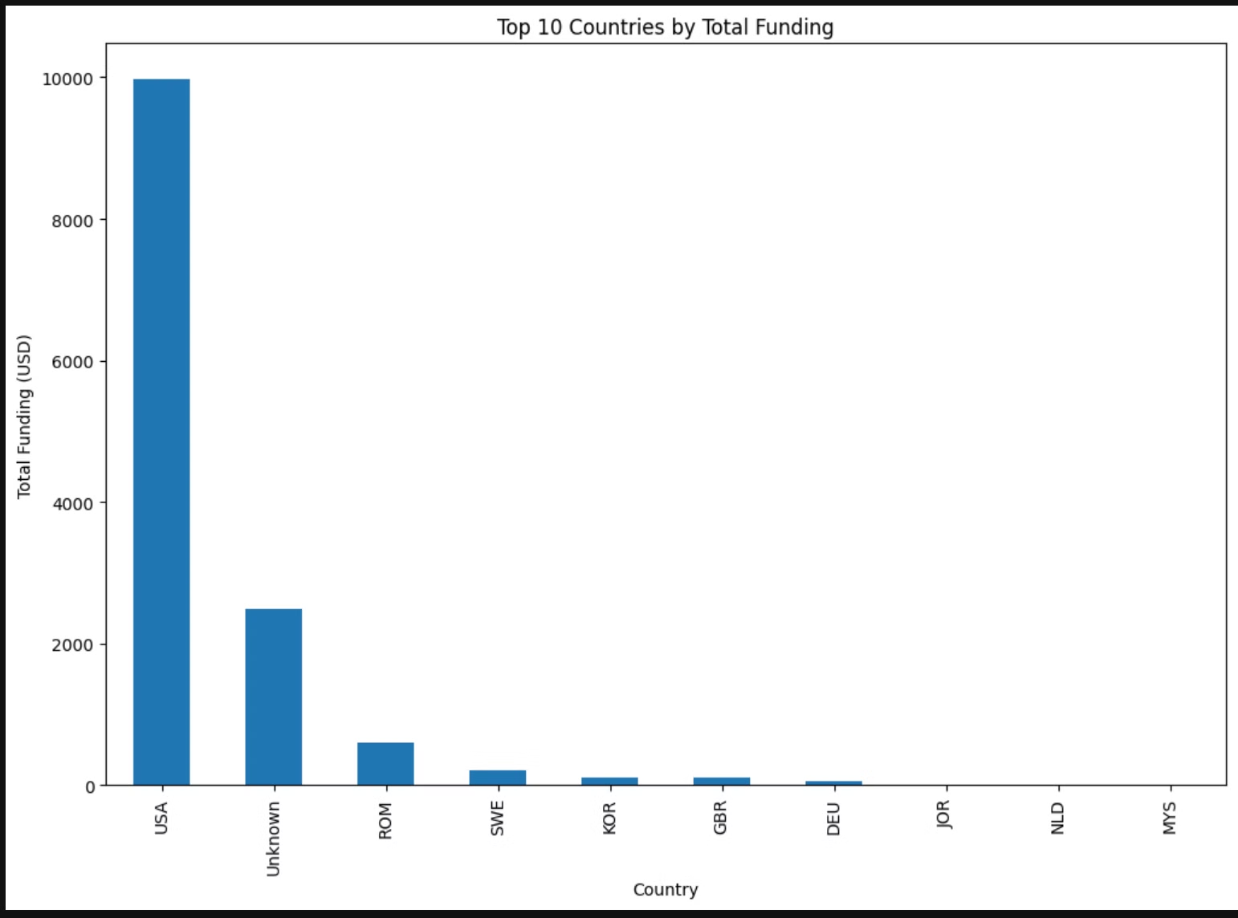 Top 10 Countries by Total Funding
Total Funding (USD)
10000
8000
6000
4000
2000
0
USA
Unknown
ROM
SWE
KOR
GBR
DEU
JOR
NLD
MYS
Country